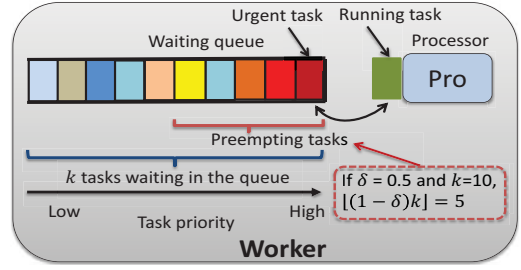 Urgent task
Running task
Waiting queue
Processor
Pro
Preempting tasks
k tasks waiting in the queue
If δ = 0.5 and k=10,
⌊(1 − δ)k⌋ = 5
Low
High
Task priority
Worker